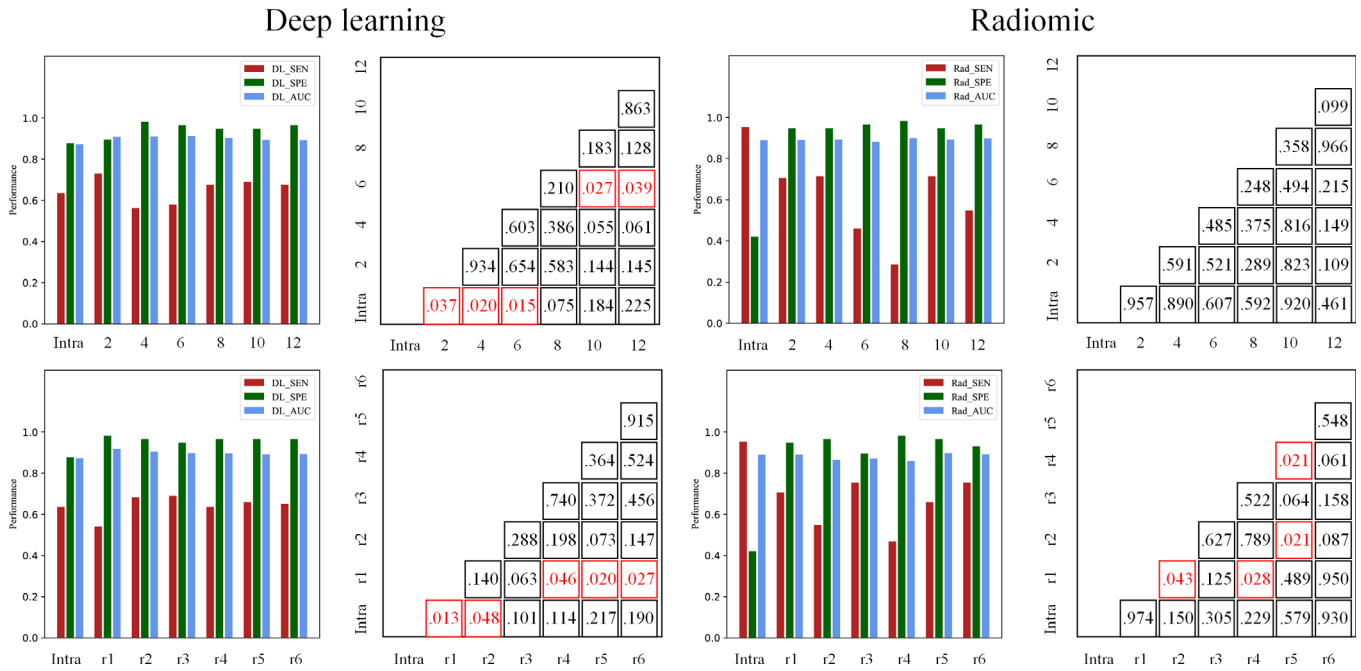 Deep learning
Radiomic
DL_SEN
DL_SPE
DL_AUC
Performance
1.0
0.8
0.6
0.4
0.2
0.0
Intra 2 4 6 8 10 12
12
10 .863
8 .183 .128
6 .210 .027 .039
4 .603 .386 .055 .061
2 .934 .654 .583 .144 .145
Intra .037 .020 .015 .075 .184 .225
Intra 2 4 6 8 10 12
Rad_SEN
Rad_SPE
Rad_AUC
Performance
1.0
0.8
0.6
0.4
0.2
0.0
Intra 2 4 6 8 10 12
12
10 .099
8 .358 .966
6 .248 .494 .215
4 .485 .375 .816 .149
2 .591 .521 .289 .823 .109
Intra .957 .890 .607 .592 .920 .461
Intra 2 4 6 8 10 12
DL_SEN
DL_SPE
DL_AUC
Performance
1.0
0.8
0.6
0.4
0.2
0.0
Intra r1 r2 r3 r4 r5 r6
r6
r5 .915
r4 .364 .524
r3 .740 .372 .456
r2 .288 .198 .073 .147
r1 .140 .063 .046 .020 .027
Intra .013 .048 .101 .114 .217 .190
Intra r1 r2 r3 r4 r5 r6
Rad_SEN
Rad_SPE
Rad_AUC
Performance
1.0
0.8
0.6
0.4
0.2
0.0
Intra r1 r2 r3 r4 r5 r6
r6
r5 .548
r4 .021 .061
r3 .522 .064 .158
r2 .627 .789 .021 .087
r1 .043 .125 .028 .489 .950
Intra .974 .150 .305 .229 .579 .930
Intra r1 r2 r3 r4 r5 r6